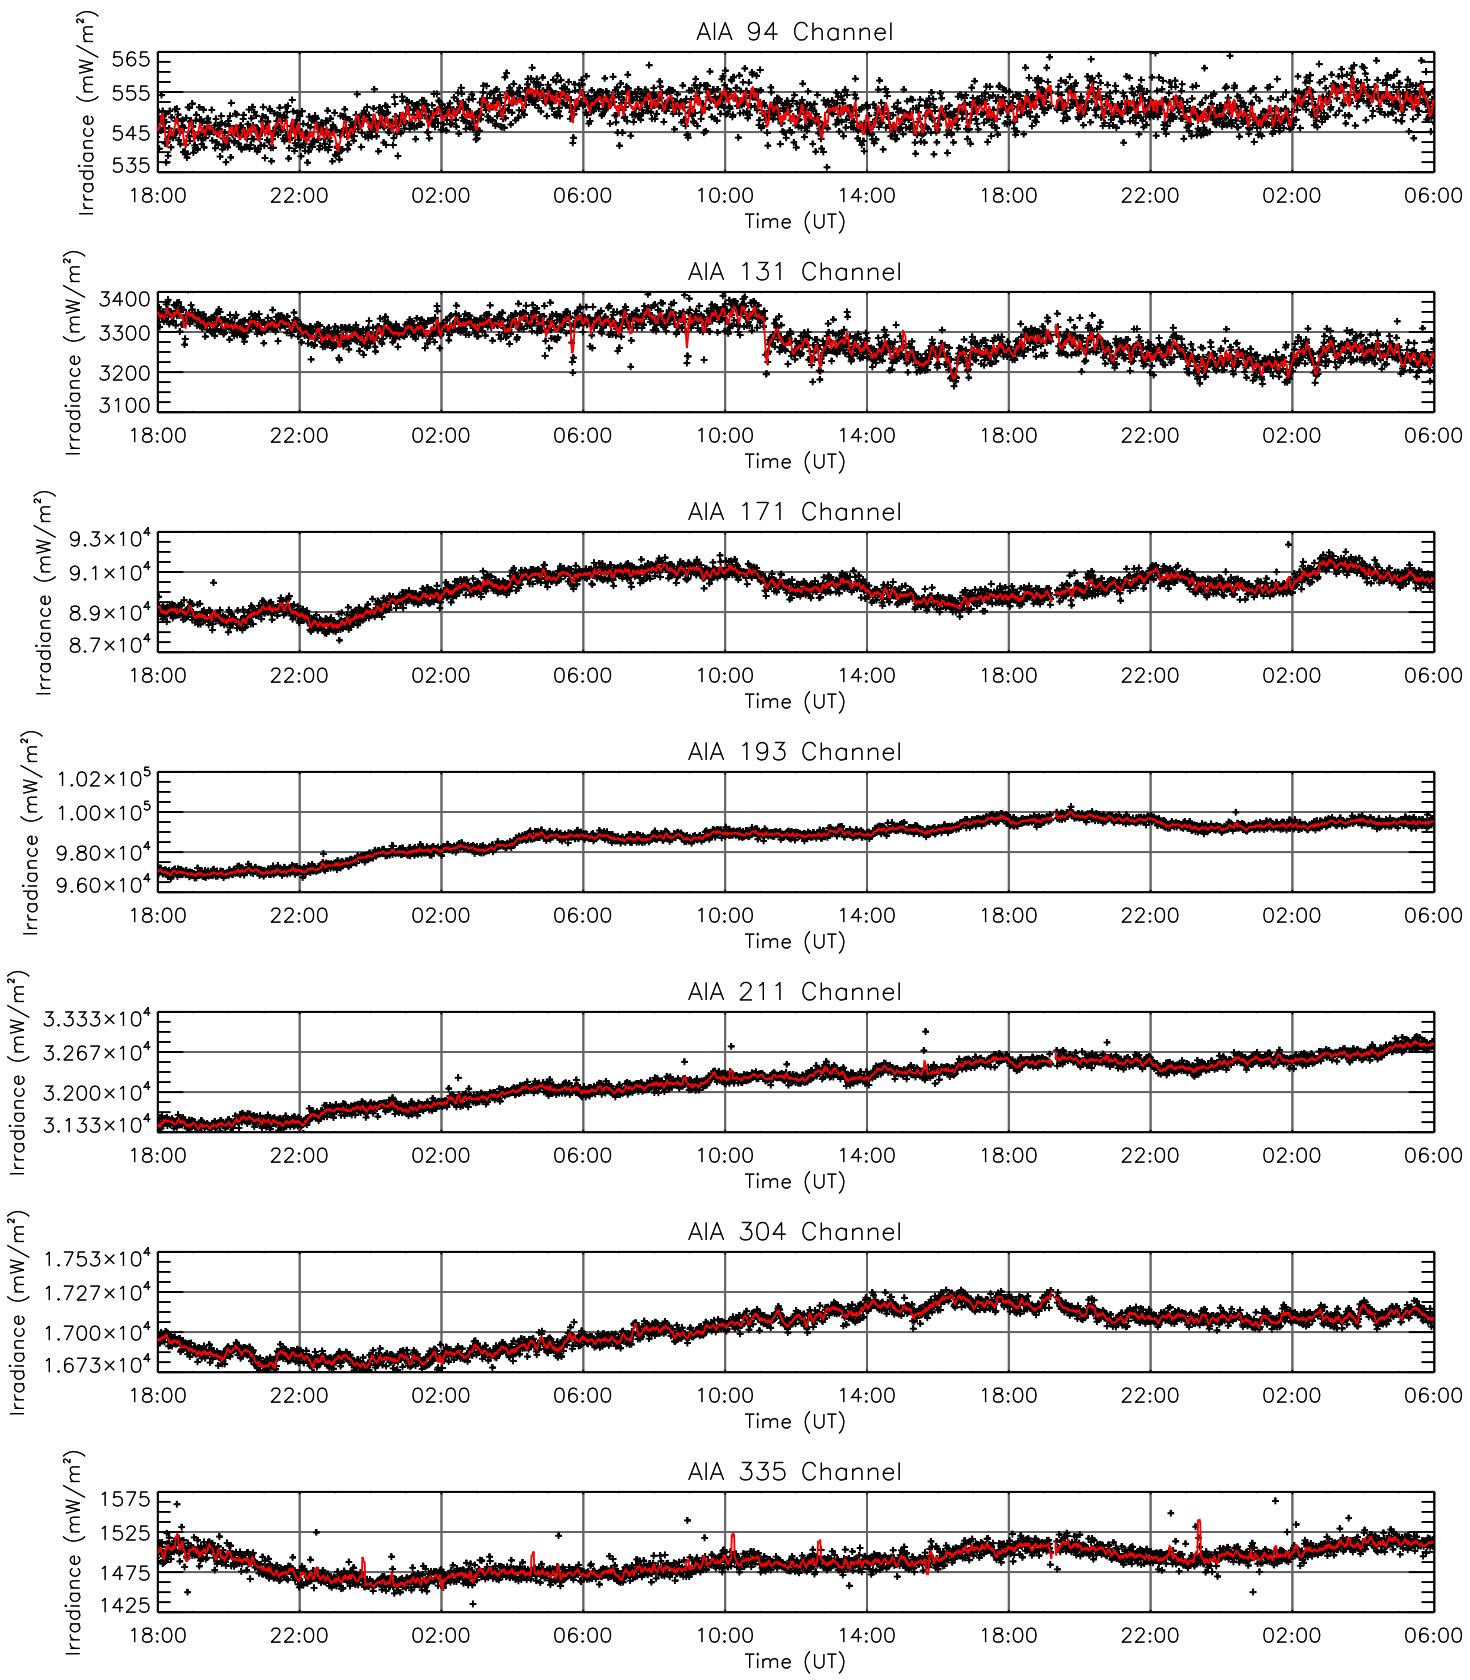 AIA 94 Channel
Irradiance (mW/m²)
565
555
545
535
18:00 22:00 02:00 06:00 10:00 14:00 18:00 22:00 02:00 06:00
Time (UT)
AIA 131 Channel
Irradiance (mW/m²)
3400
3300
3200
3100
18:00 22:00 02:00 06:00 10:00 14:00 18:00 22:00 02:00 06:00
Time (UT)
AIA 171 Channel
Irradiance (mW/m²)
9.3×10⁴
9.1×10⁴
8.9×10⁴
8.7×10⁴
18:00 22:00 02:00 06:00 10:00 14:00 18:00 22:00 02:00 06:00
Time (UT)
AIA 193 Channel
Irradiance (mW/m²)
1.02×10⁵
1.00×10⁵
9.80×10⁴
9.60×10⁴
18:00 22:00 02:00 06:00 10:00 14:00 18:00 22:00 02:00 06:00
Time (UT)
AIA 211 Channel
Irradiance (mW/m²)
3.333×10⁴
3.267×10⁴
3.200×10⁴
3.133×10⁴
18:00 22:00 02:00 06:00 10:00 14:00 18:00 22:00 02:00 06:00
Time (UT)
AIA 304 Channel
Irradiance (mW/m²)
1.753×10⁴
1.727×10⁴
1.700×10⁴
1.673×10⁴
18:00 22:00 02:00 06:00 10:00 14:00 18:00 22:00 02:00 06:00
Time (UT)
AIA 335 Channel
Irradiance (mW/m²)
1575
1525
1475
1425
18:00 22:00 02:00 06:00 10:00 14:00 18:00 22:00 02:00 06:00
Time (UT)